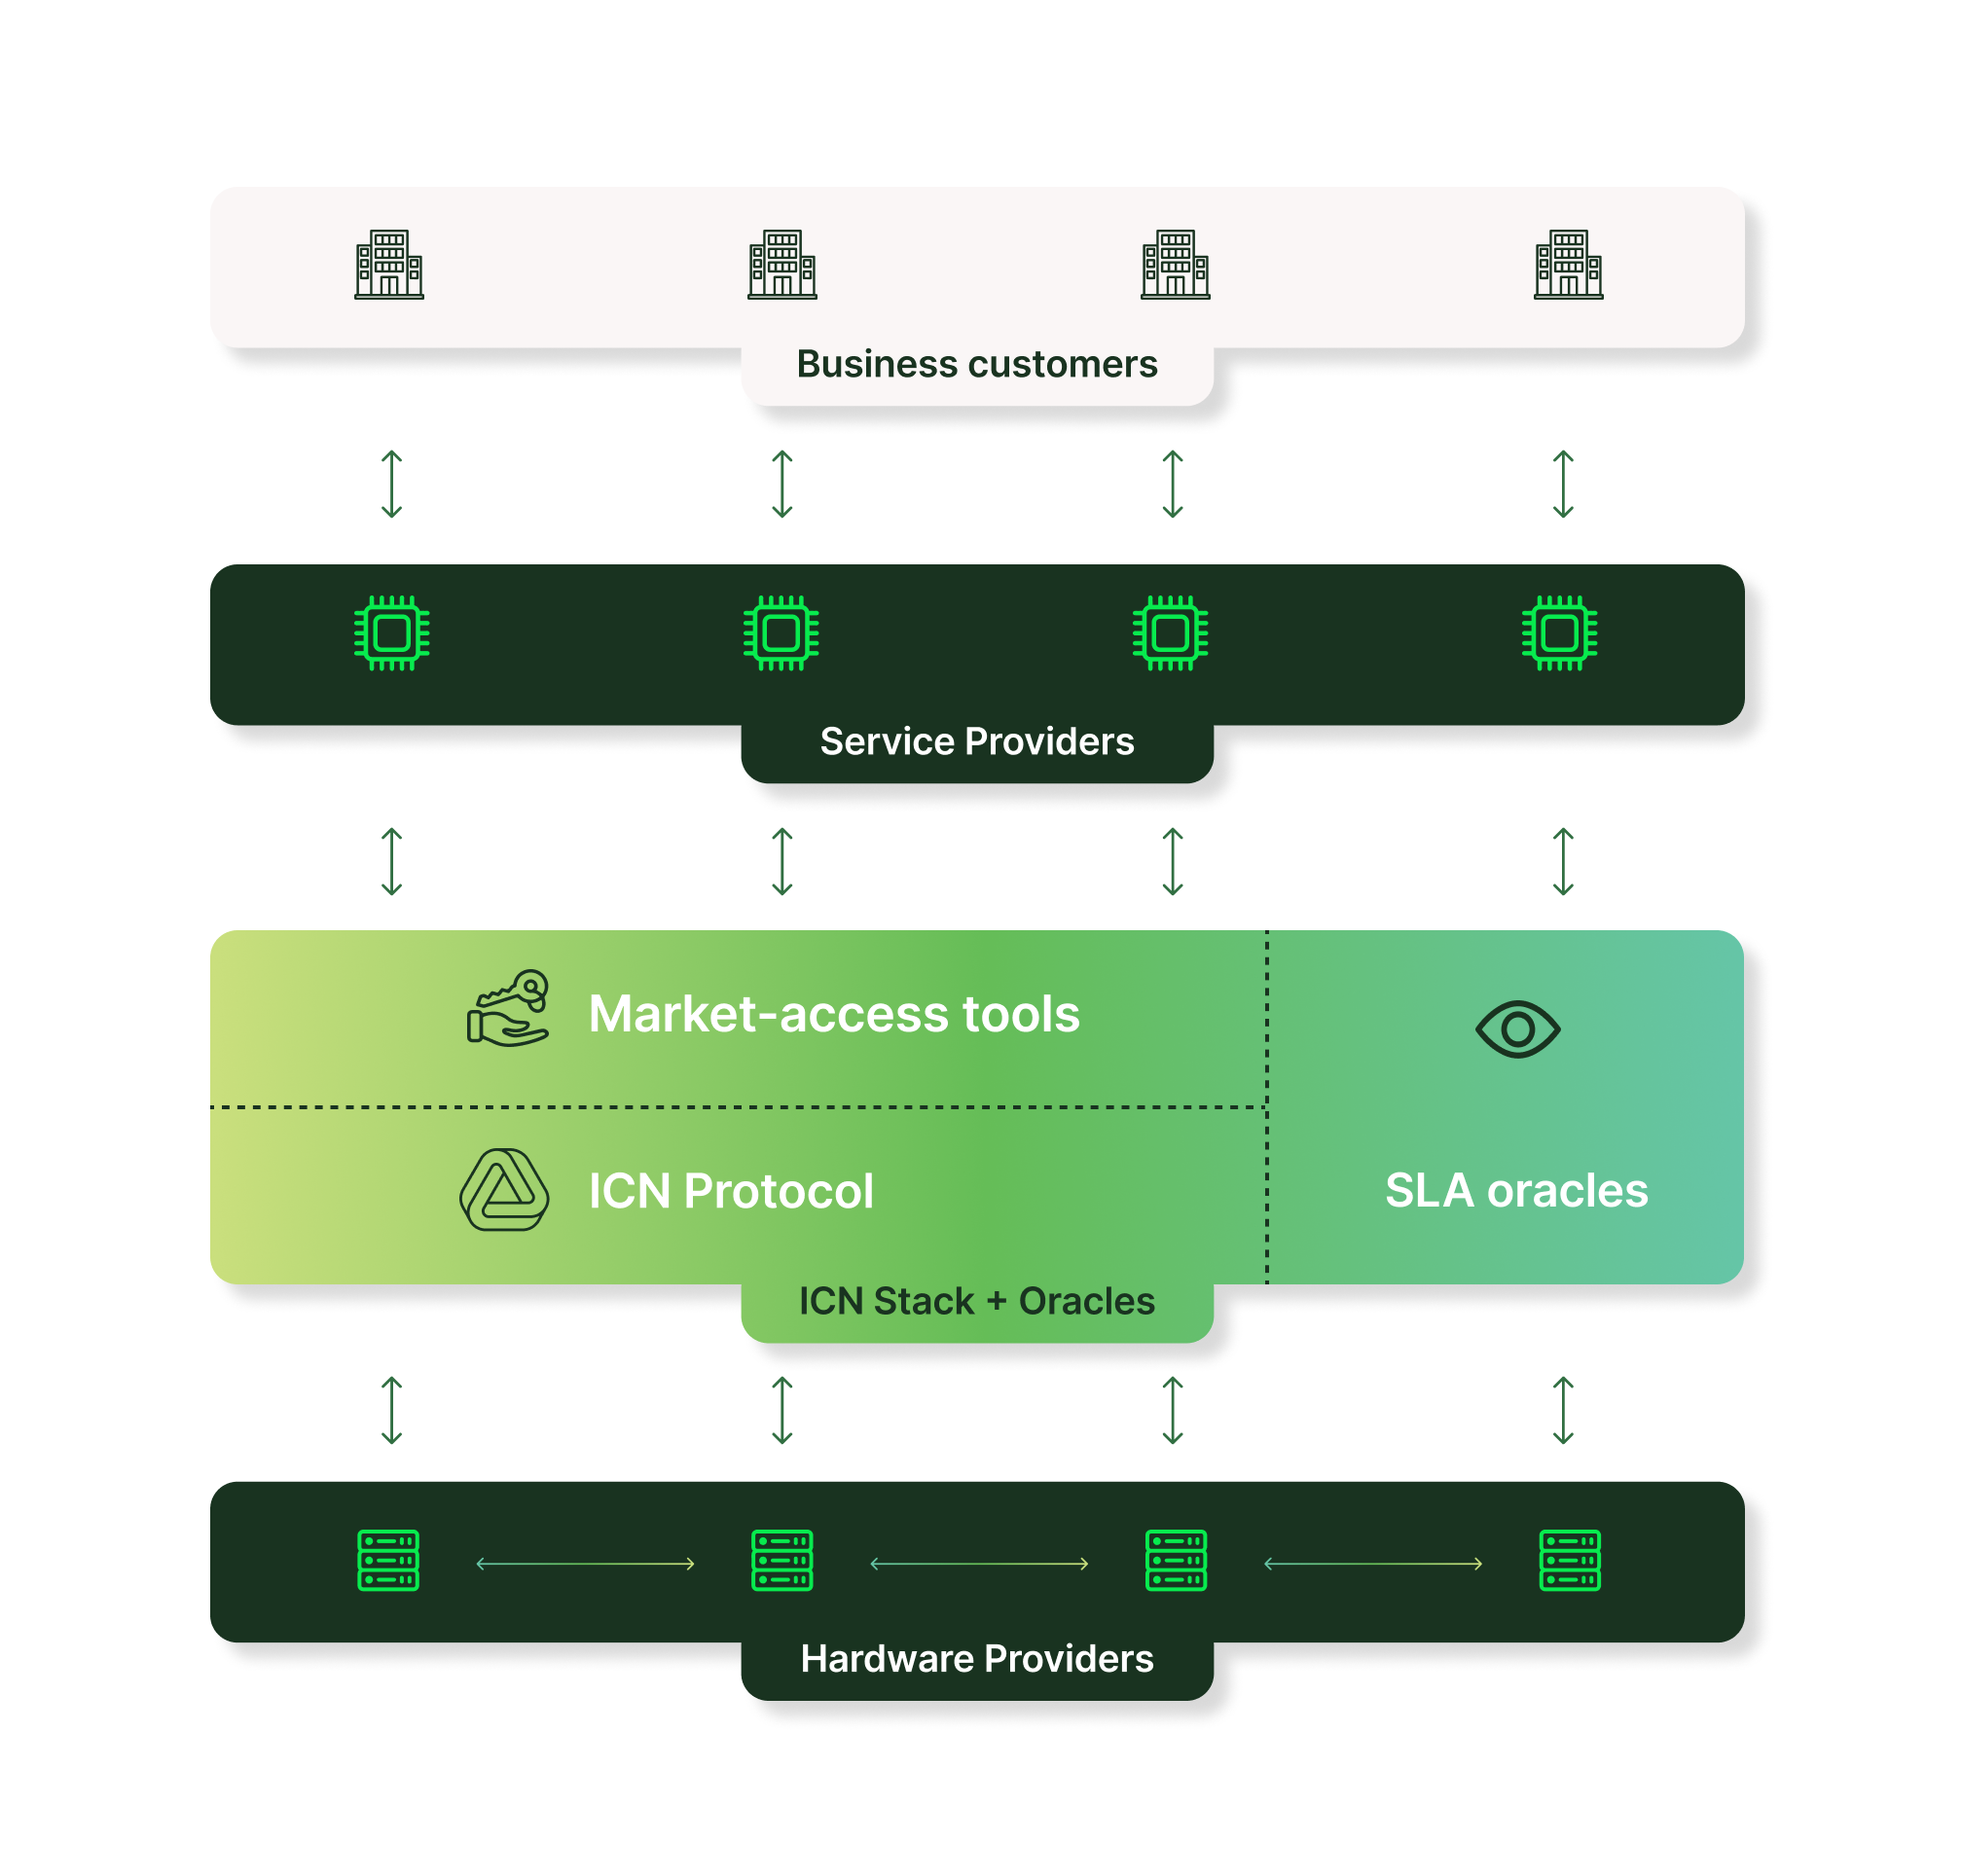 Business customers
Service Providers
Market-access tools
ICN Protocol
SLA oracles
ICN Stack + Oracles
Hardware Providers